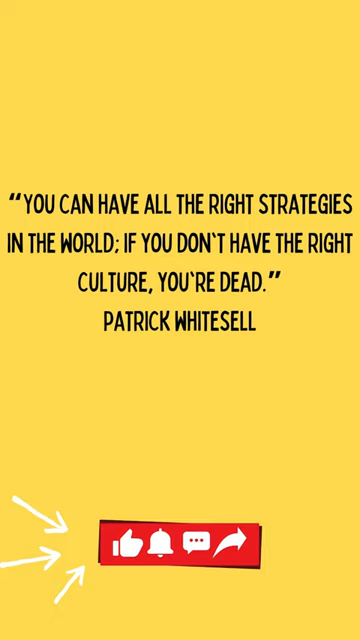 “YOU CAN HAVE ALL THE RIGHT STRATEGIES
IN THE WORLD; IF YOU DON'T HAVE THE RIGHT
CULTURE, YOU'RE DEAD.”
PATRICK WHITESELL